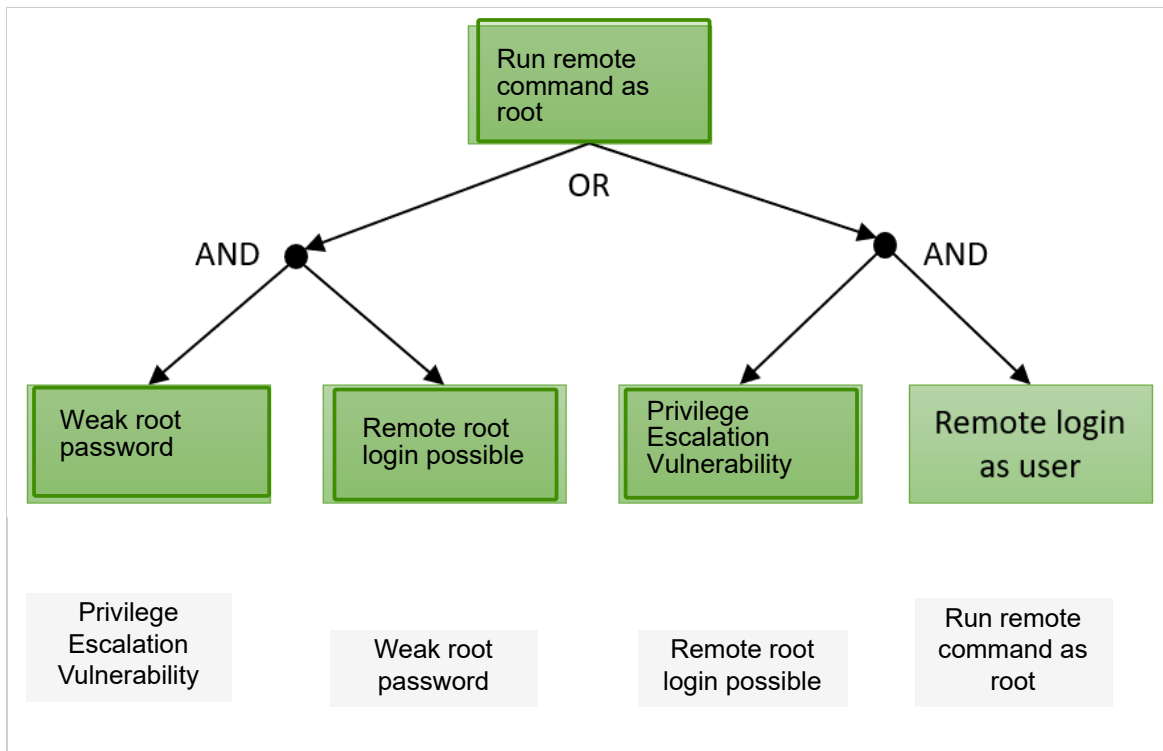 Run remote
command as
root
OR
AND
AND
Weak root
password
Remote root
login possible
Privilege
Escalation
Vulnerability
Remote login
as user
Privilege
Escalation
Vulnerability
Weak root
password
Remote root
login possible
Run remote
command as
root